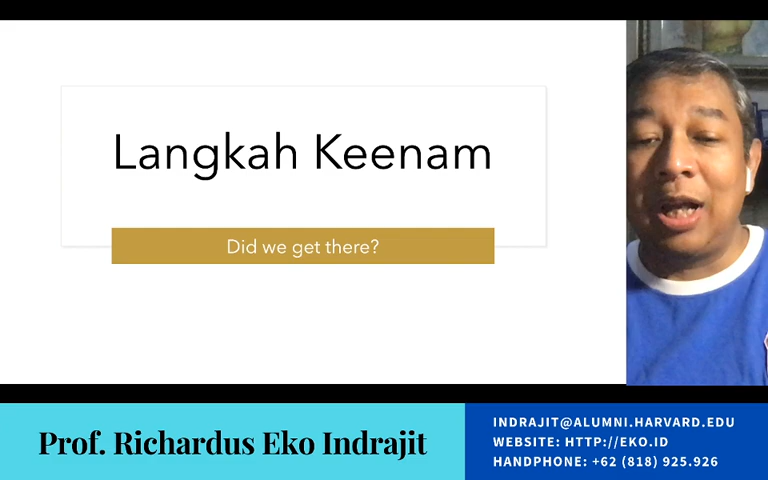 Langkah Keenam
Did we get there?
Prof. Richardus Eko Indrajit
INDRAJIT@ALUMNI.HARVARD.EDU
WEBSITE: HTTP://EKO.ID
HANDPHONE: +62 (818) 925.926